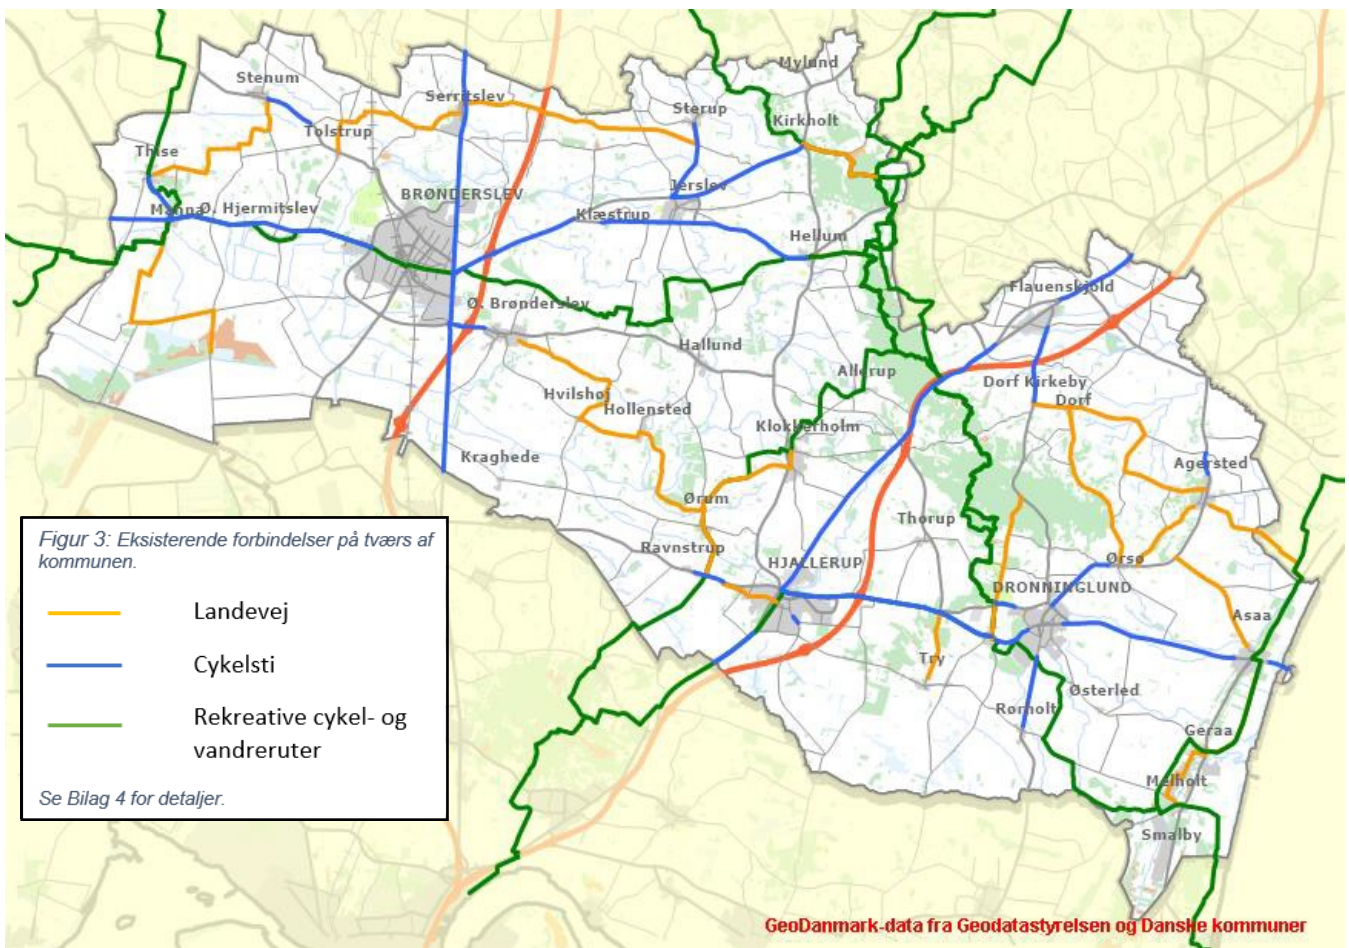 Mylund
Stenum
Serritslev
Sterup
Kirkholt
Tolstrup
Thise
BRØNDERSLEV
Jerslev
Manna
Ø. Hjermitslev
Klæstrup
Hellum
Flauenskjold
Ø. Brønderslev
Hallund
Allerup
Dorf Kirkeby
Hvilshøj
Dorf
Hollensted
Klokkerholm
Kraghede
Agersted
Ørum
Thorup
Ravnstrup
HJALLERUP
Ørsø
DRONNINGLUND
Asaa
Try
Østerled
Rørholt
Geraa
Melholt
Smalby
Figur 3: Eksisterende forbindelser på tværs af
kommunen.
Landevej
Cykelsti
Rekreative cykel- og
vandreruter
Se Bilag 4 for detaljer.
GeoDanmark-data fra Geodatastyrelsen og Danske kommuner